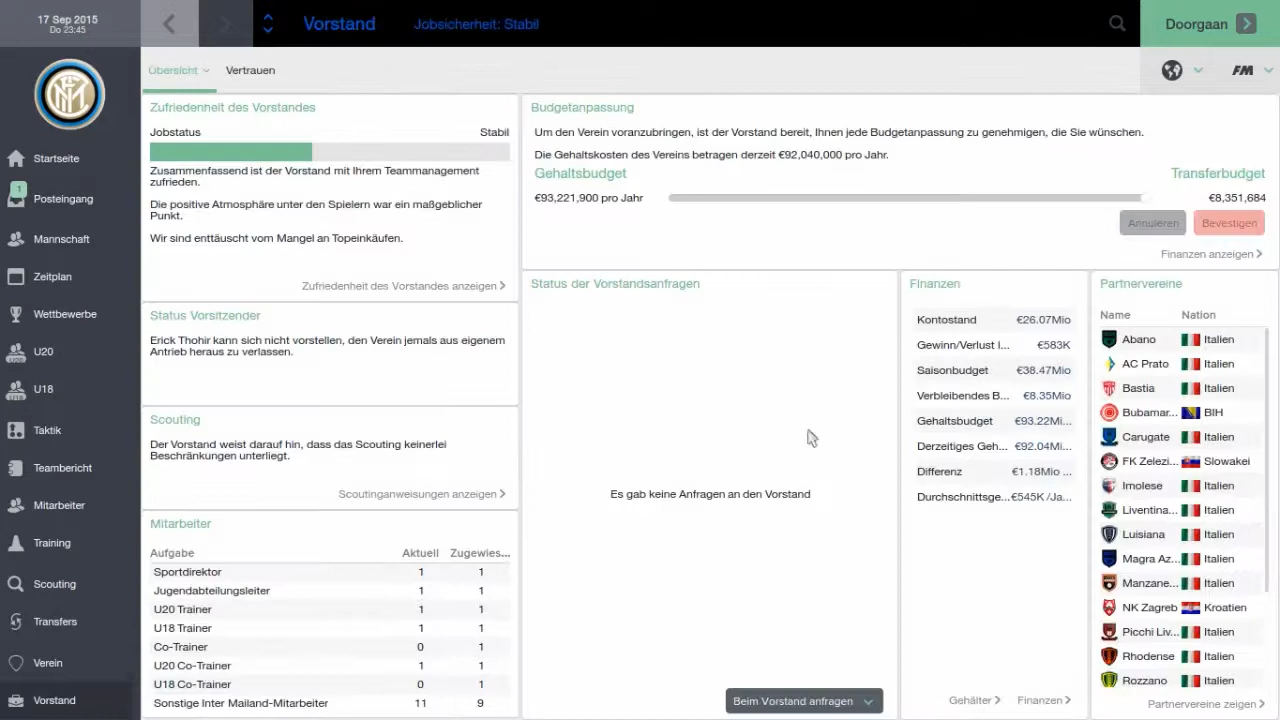 17 Sep 2015
Do 23:45
Vorstand
Jobsicherheit: Stabil
Doorgaan
Übersicht
Vertrauen
FM
Startseite
1
Posteingang
Mannschaft
Zeitplan
Wettbewerbe
U20
U18
Taktik
Teambericht
Mitarbeiter
Training
Scouting
Transfers
Verein
Vorstand
Zufriedenheit des Vorstandes
Jobstatus Stabil
Zusammenfassend ist der Vorstand mit Ihrem Teammanagement
zufrieden.
Die positive Atmosphäre unter den Spielern war ein maßgeblicher
Punkt.
Wir sind enttäuscht vom Mangel an Topeinkäufen.
Zufriedenheit des Vorstandes anzeigen
Status Vorsitzender
Erick Thohir kann sich nicht vorstellen, den Verein jemals aus eigenem
Antrieb heraus zu verlassen.
Scouting
Der Vorstand weist darauf hin, dass das Scouting keinerlei
Beschränkungen unterliegt.
Scoutinganweisungen anzeigen
Mitarbeiter
Aufgabe Aktuell Zugewies...
Sportdirektor 1 1
Jugendabteilungsleiter 1 1
U20 Trainer 1 1
U18 Trainer 1 1
Co-Trainer 0 1
U20 Co-Trainer 1 1
U18 Co-Trainer 0 1
Sonstige Inter Mailand-Mitarbeiter 11 9
Budgetanpassung
Um den Verein voranzubringen, ist der Vorstand bereit, Ihnen jede Budgetanpassung zu genehmigen, die Sie wünschen.
Die Gehaltskosten des Vereins betragen derzeit €92,040,000 pro Jahr.
Gehaltsbudget Transferbudget
€93,221,900 pro Jahr €8,351,684
Annuleren Bevestigen
Finanzen anzeigen
Status der Vorstandsanfragen
Es gab keine Anfragen an den Vorstand
Beim Vorstand anfragen
Finanzen
Kontostand €26.07Mio
Gewinn/Verlust l... €583K
Saisonbudget €38.47Mio
Verbleibendes B... €8.35Mio
Gehaltsbudget €93.22Mi...
Derzeitiges Geh... €92.04Mi...
Differenz €1.18Mio ...
Durchschnittsge... €545K /Ja...
Gehälter Finanzen
Partnervereine
Name Nation
Abano Italien
AC Prato Italien
Bastia Italien
Bubamar... BIH
Carugate Italien
FK Zelezi... Slowakei
Imolese Italien
Liventina... Italien
Luisiana Italien
Magra Az... Italien
Manzane... Italien
NK Zagreb Kroatien
Picchi Liv... Italien
Rhodense Italien
Rozzano Italien
Partnervereine zeigen